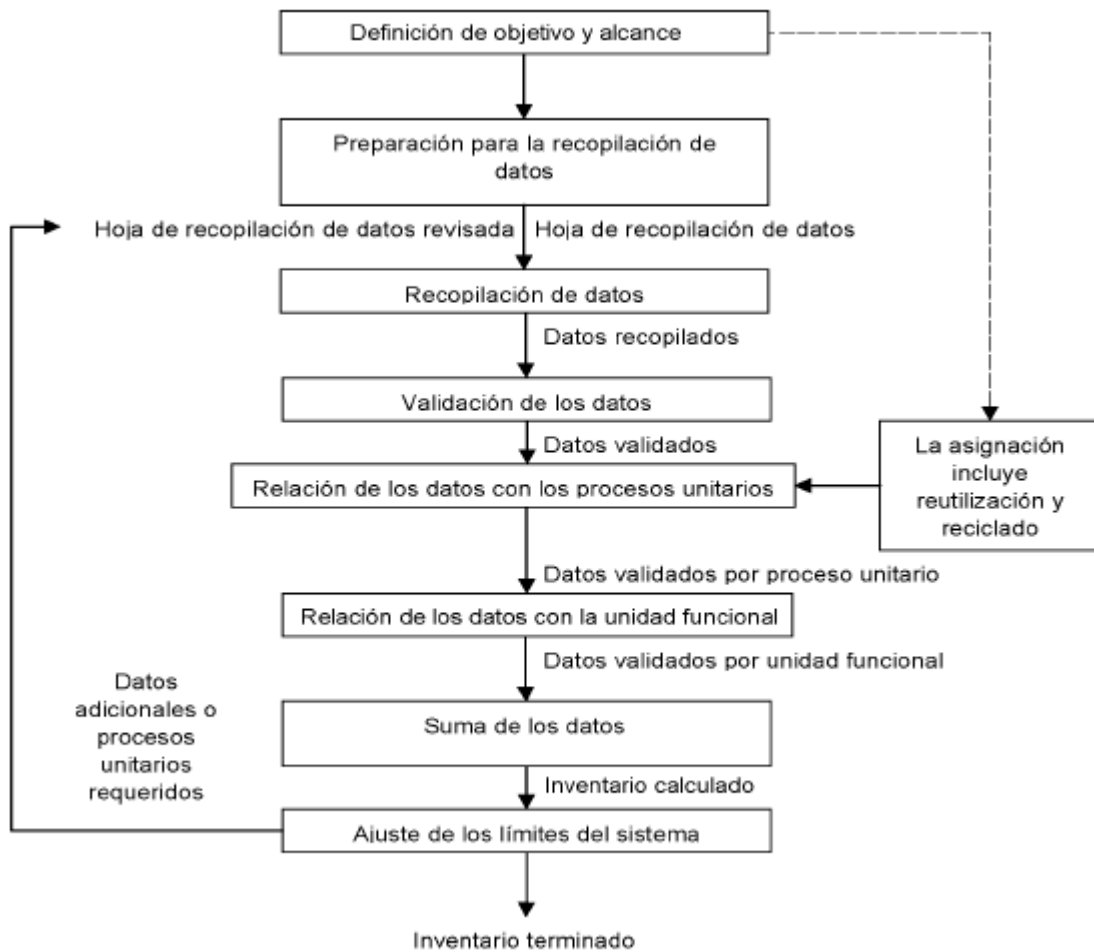 Definición de objetivo y alcance
Preparación para la recopilación de
datos
Hoja de recopilación de datos revisada
Hoja de recopilación de datos
Recopilación de datos
Datos recopilados
Validación de los datos
Datos validados
La asignación
incluye
reutilización y
reciclado
Relación de los datos con los procesos unitarios
Datos validados por proceso unitario
Relación de los datos con la unidad funcional
Datos validados por unidad funcional
Datos
adicionales o
procesos
unitarios
requeridos
Suma de los datos
Inventario calculado
Ajuste de los límites del sistema
Inventario terminado